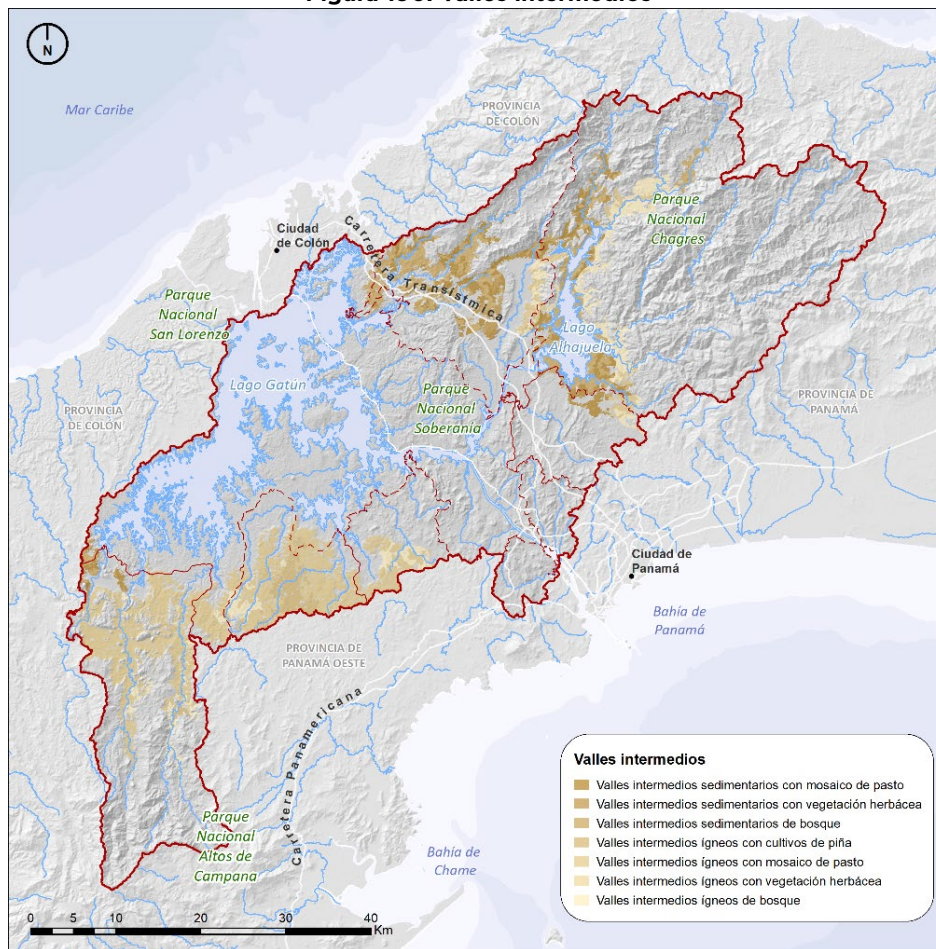 N
Mar Caribe
PROVINCIA
DE COLÓN
Ciudad
de Colón
Carretera Transístmica
Parque
Nacional
Chagres
Parque
Nacional
San Lorenzo
Lago
Alhajuela
Lago Gatún
Parque
Nacional
Soberanía
PROVINCIA
DE COLÓN
PROVINCIA DE
PANAMÁ
Ciudad de
Panamá
Bahía de
Panamá
PROVINCIA DE
PANAMÁ OESTE
Carretera Panamericana
Parque
Nacional
Altos de
Campana
Bahía de
Chame
Valles intermedios
Valles intermedios sedimentarios con mosaico de pasto
Valles intermedios sedimentarios con vegetación herbácea
Valles intermedios sedimentarios de bosque
Valles intermedios ígneos con cultivos de piña
Valles intermedios ígneos con mosaico de pasto
Valles intermedios ígneos con vegetación herbácea
Valles intermedios ígneos de bosque
0 10 20 30 40
Km